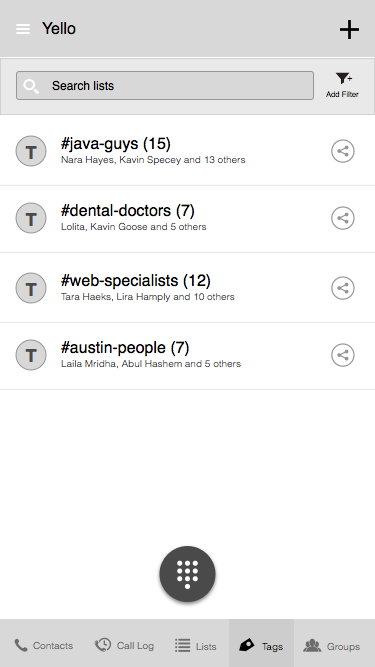 Yello
Search lists
Add Filter
T
#java-guys (15)
Nara Hayes, Kavin Specey and 13 others
T
#dental-doctors (7)
Lolita, Kavin Goose and 5 others
T
#web-specialists (12)
Tara Haeks, Lira Hamply and 10 others
T
#austin-people (7)
Laila Mridha, Abul Hashem and 5 others
Contacts
Call Log
Lists
Tags
Groups